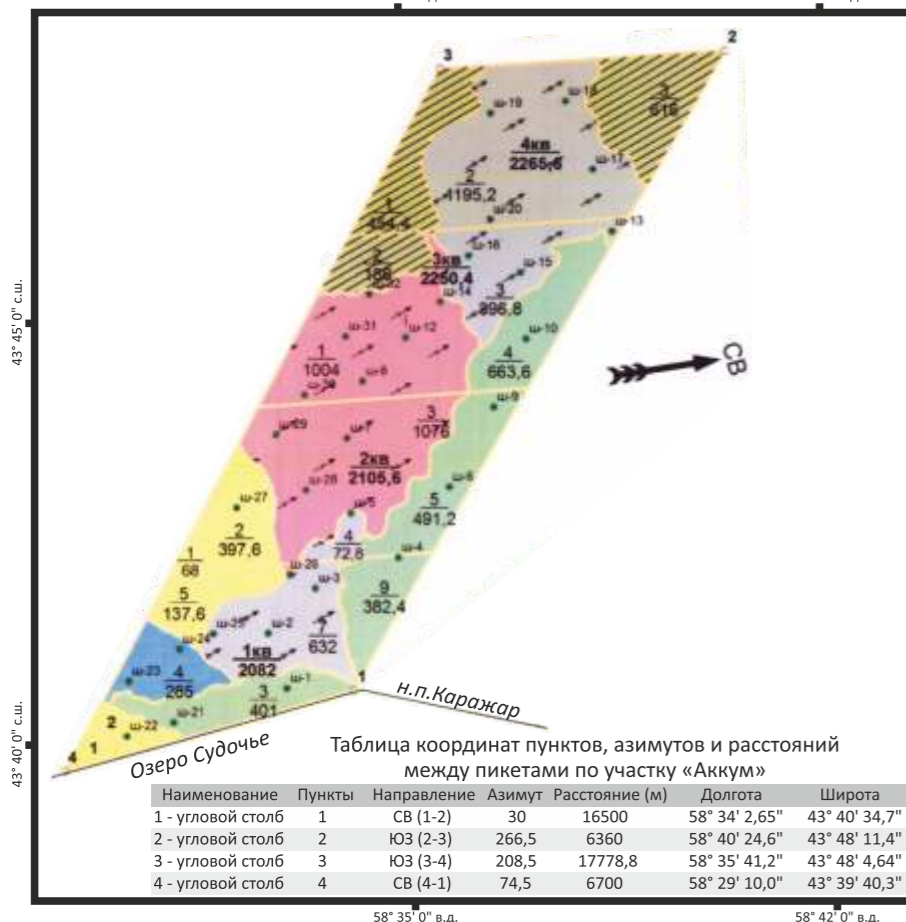 2
3
ш-18
ш-19
3
618
4кв
2265,6
ш-17
2
1195,2
1
454,4
ш-20
ш-13
ш-16
3кв
2250,4
2
188
ш-15
ш-14
3
896,8
43° 45' 0" с.ш.
ш-31
ш-12
ш-10
1
1004
4
663,6
СВ
ш-8
ш-30
ш-9
3
1076
ш-29
ш-7
2кв
2105,6
ш-28
ш-6
ш-27
5
491,2
ш-5
2
397,6
4
72,8
ш-4
1
68
ш-26
ш-3
9
382,4
5
137,6
ш-25
ш-2
7
632
ш-24
1кв
2082
ш-23
4
265
1
ш-1
3
401
н.п.Каражар
2
ш-22
ш-21
4
1
Озеро Судочье
43° 40' 0" с.ш.
Таблица координат пунктов, азимутов и расстояний
между пикетами по участку «Аккум»
Наименование Пункты Направление Азимут Расстояние (м) Долгота Широта
1 - угловой столб 1 СВ (1-2) 30 16500 58° 34' 2,65" 43° 40' 34,7"
2 - угловой столб 2 ЮЗ (2-3) 266,5 6360 58° 40' 24,6" 43° 48' 11,4"
3 - угловой столб 3 ЮЗ (3-4) 208,5 17778,8 58° 35' 41,2" 43° 48' 4,64"
4 - угловой столб 4 СВ (4-1) 74,5 6700 58° 29' 10,0" 43° 39' 40,3"
58° 35' 0" в.д.
58° 42' 0" в.д.